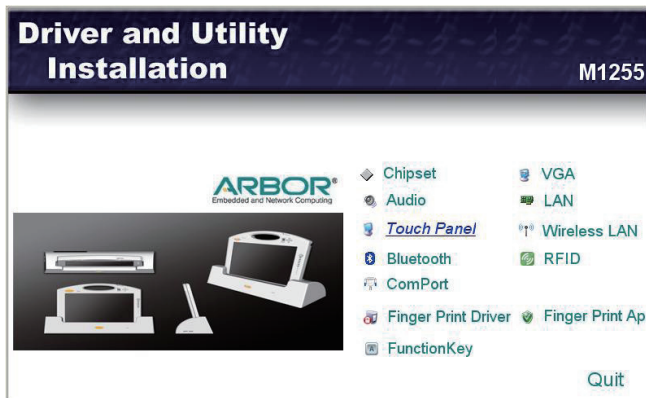 Driver and Utility
Installation
M1255
ARBOR®
Embedded and Network Computing
Chipset
VGA
Audio
LAN
Touch Panel
Wireless LAN
Bluetooth
RFID
ComPort
Finger Print Driver
Finger Print Ap
FunctionKey
Quit